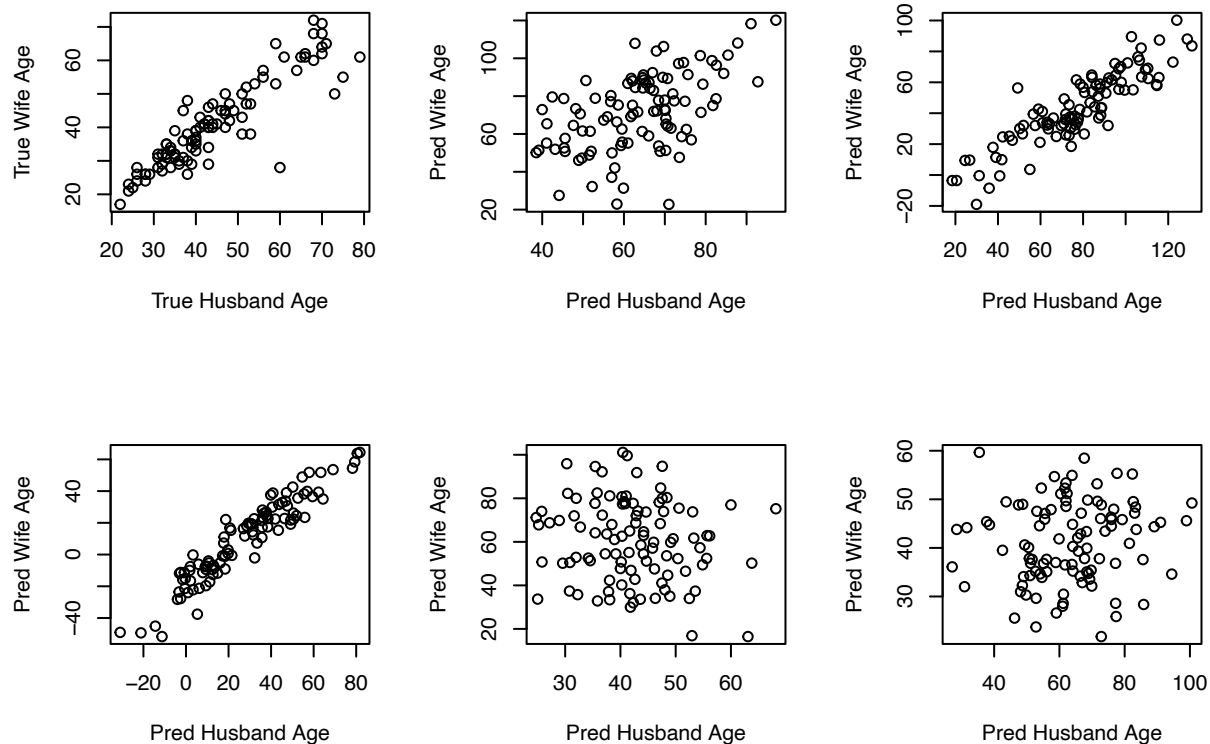 True Wife Age
20 40 60
20 30 40 50 60 70 80
True Husband Age
Pred Wife Age
20 60 100
40 60 80
Pred Husband Age
Pred Wife Age
−20 20 60 100
20 40 60 80 120
Pred Husband Age
Pred Wife Age
−40 0 40
−20 0 20 40 60 80
Pred Husband Age
Pred Wife Age
20 40 60 80
30 40 50 60
Pred Husband Age
Pred Wife Age
30 40 50 60
40 60 80 100
Pred Husband Age